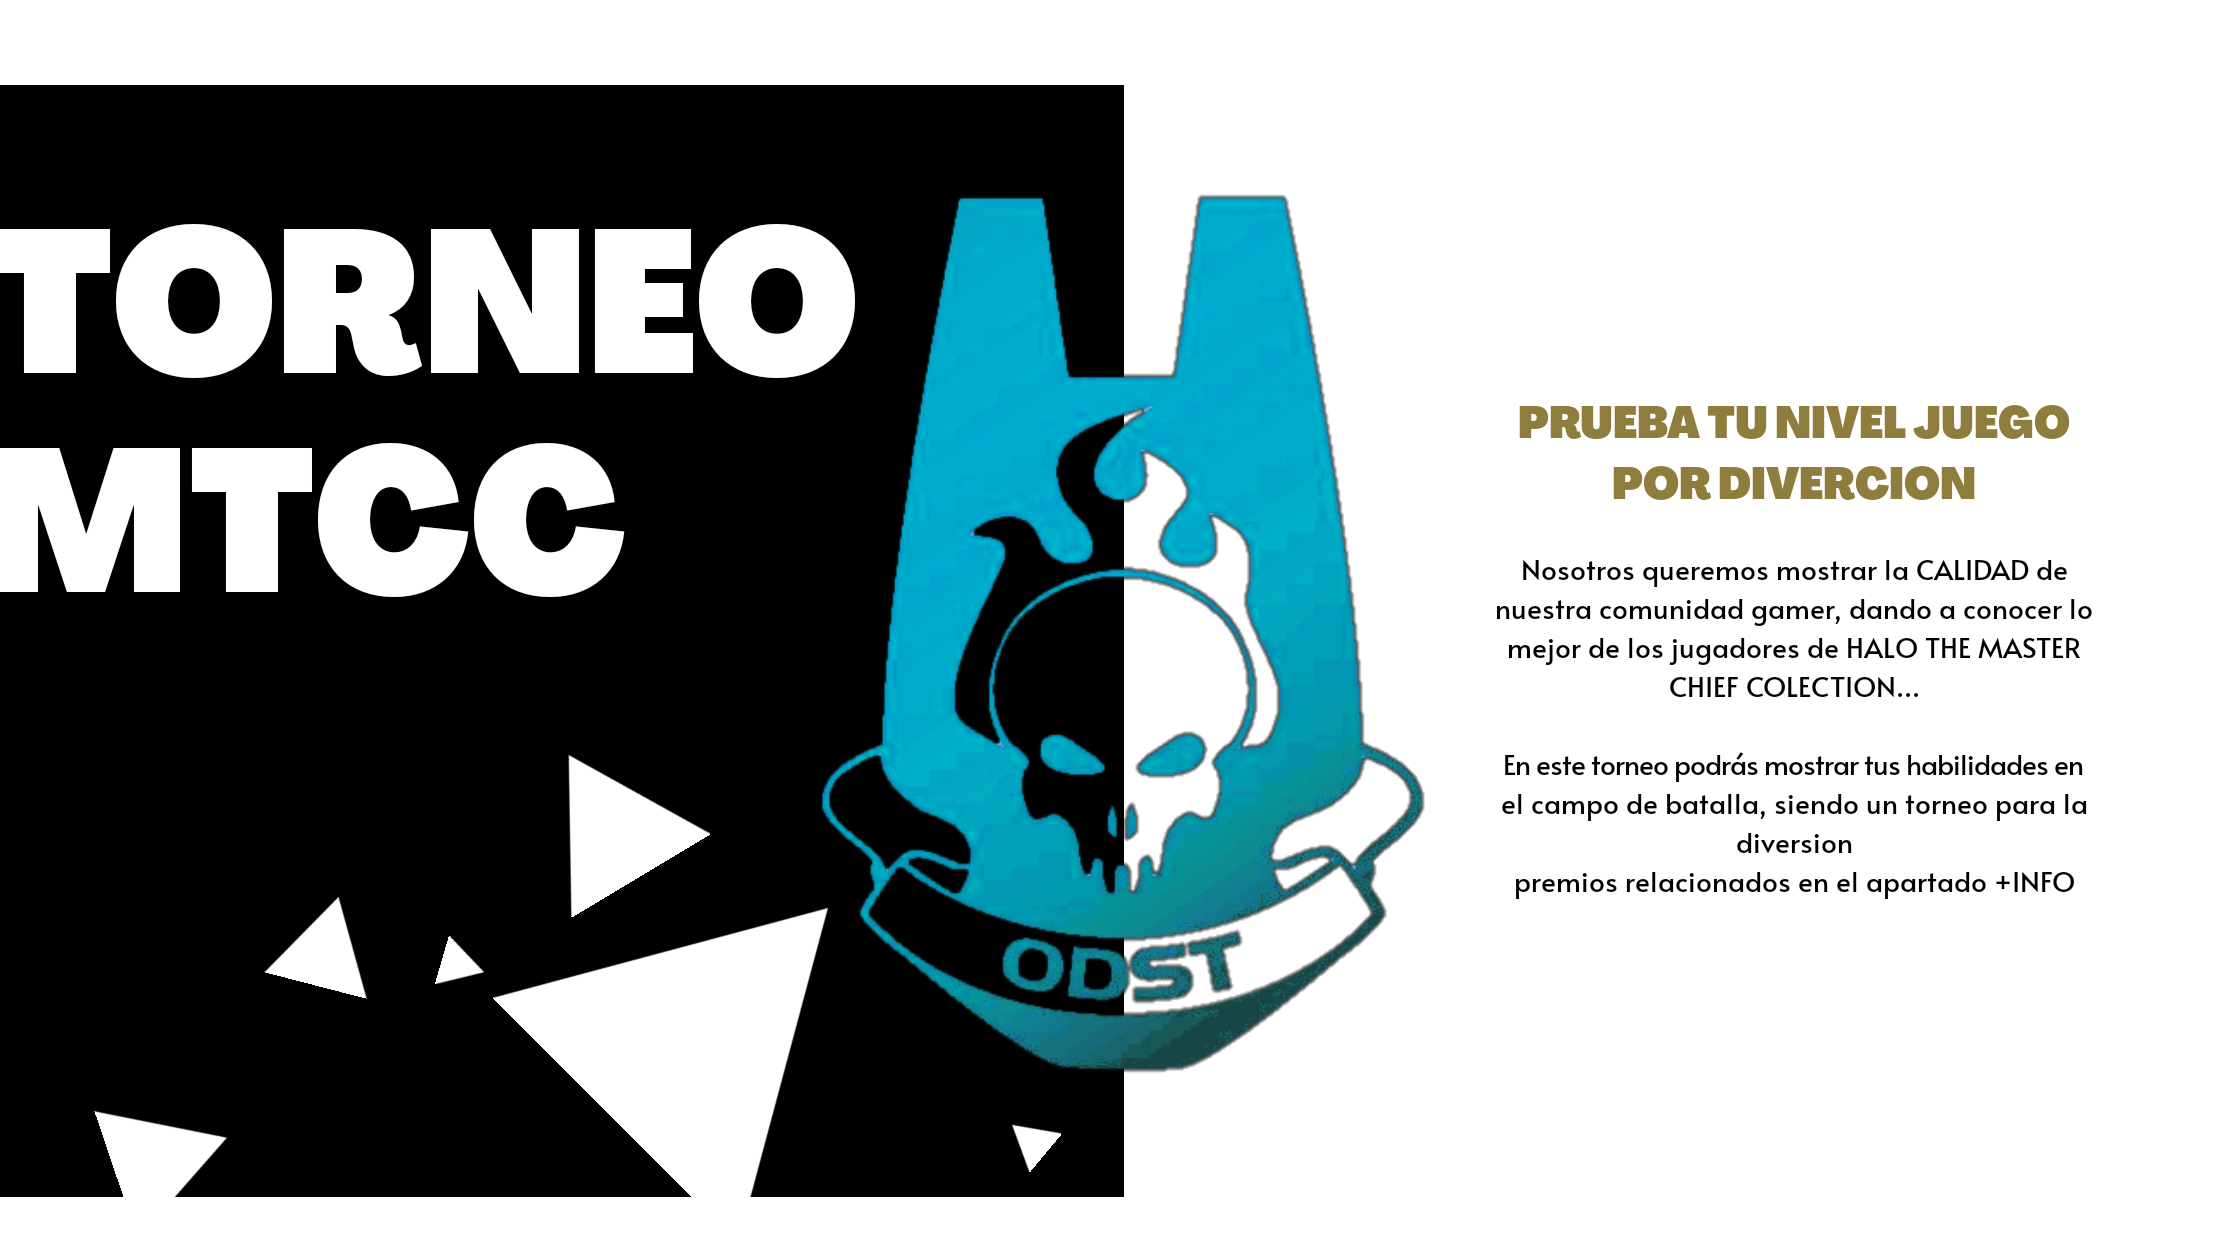 TORNEO
MTCC
ODST
PRUEBA TU NIVEL JUEGO
POR DIVERCION
Nosotros queremos mostrar la CALIDAD de
nuestra comunidad gamer, dando a conocer lo
mejor de los jugadores de HALO THE MASTER
CHIEF COLECTION...
En este torneo podrás mostrar tus habilidades en
el campo de batalla, siendo un torneo para la
diversion
premios relacionados en el apartado +INFO